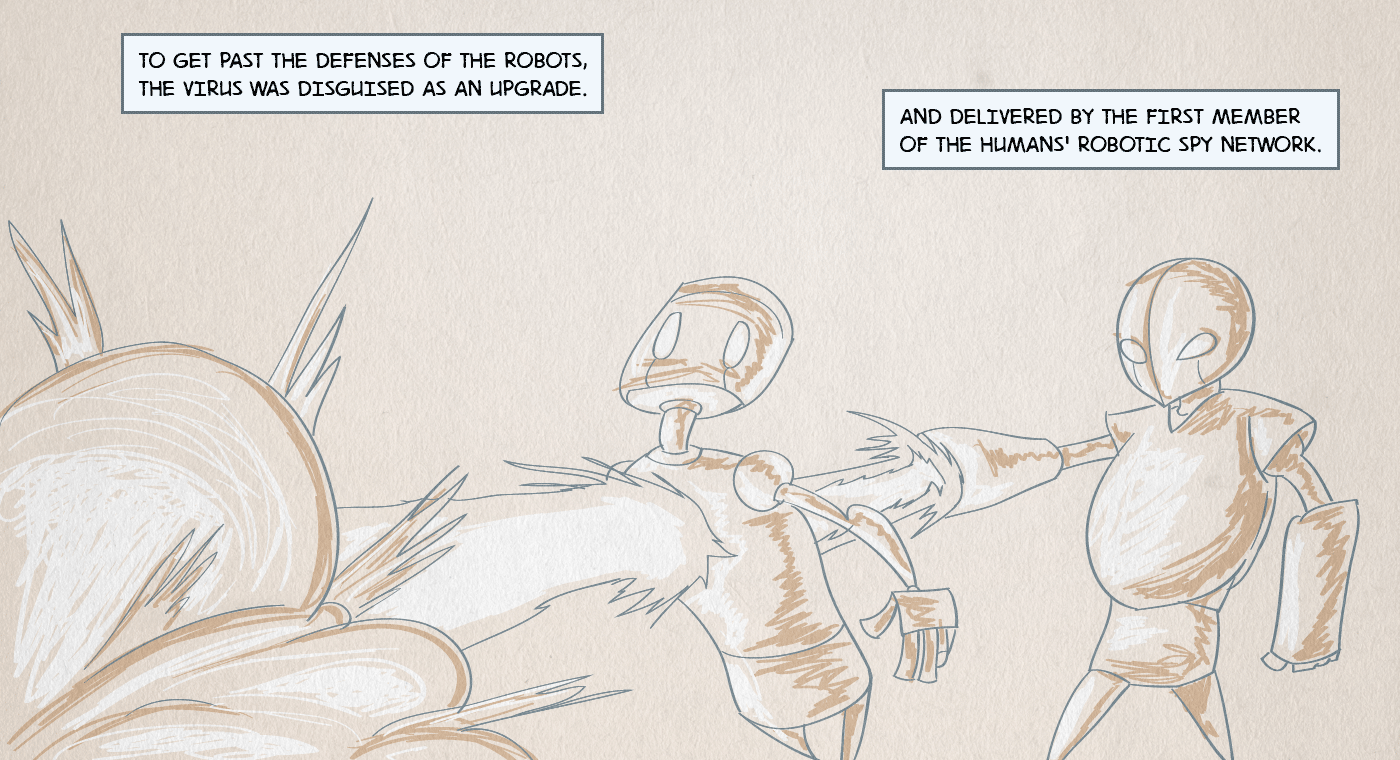 TO GET PAST THE DEFENSES OF THE ROBOTS,
THE VIRUS WAS DISGUISED AS AN UPGRADE.
AND DELIVERED BY THE FIRST MEMBER
OF THE HUMANS' ROBOTIC SPY NETWORK.